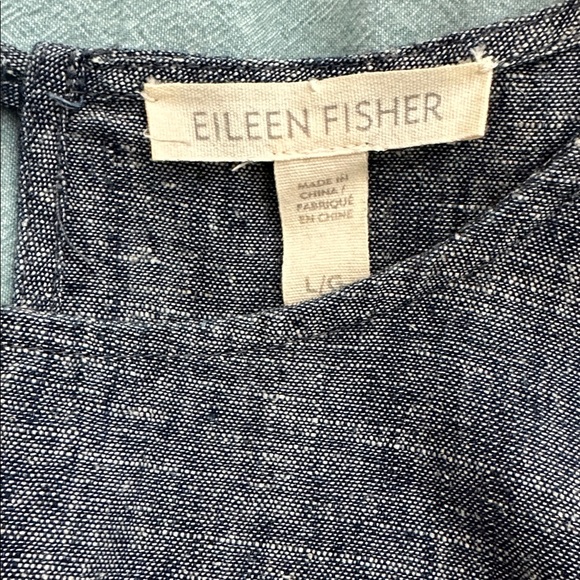 EILEEN FISHER
MADE IN
CHINA/
FABRIQUÉ
EN CHINE
L/G